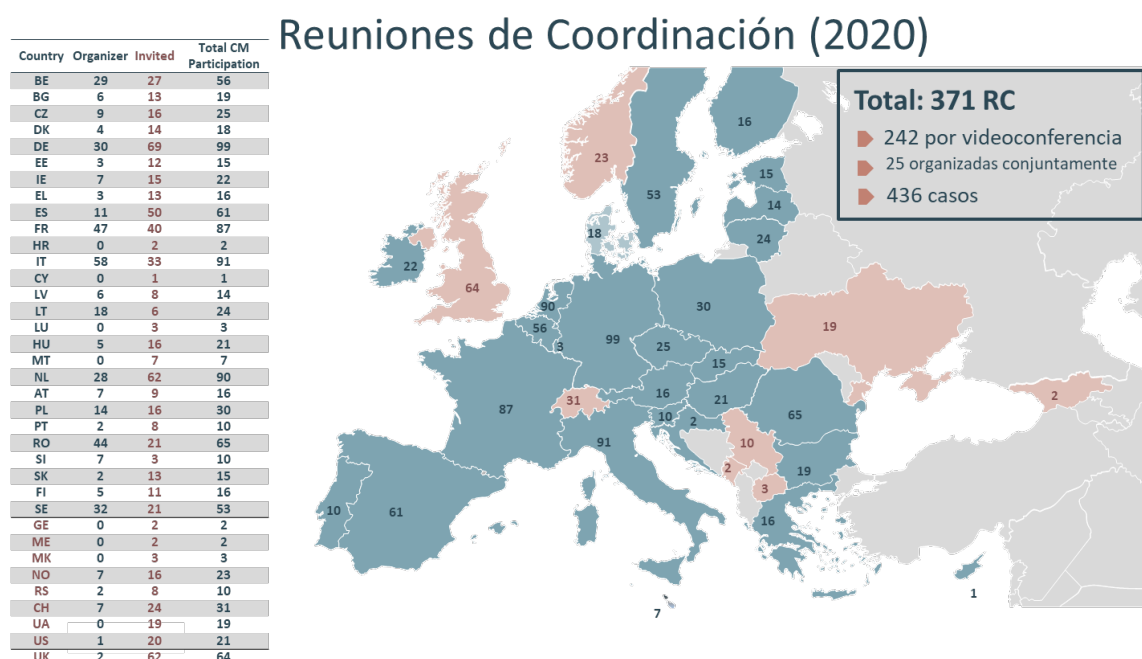 Reuniones de Coordinación (2020)
Country Organizer Invited Total CM Participation
BE 29 27 56
BG 6 13 19
CZ 9 16 25
DK 4 14 18
DE 30 69 99
EE 3 12 15
IE 7 15 22
EL 3 13 16
ES 11 50 61
FR 47 40 87
HR 0 2 2
IT 58 33 91
CY 0 1 1
LV 6 8 14
LT 18 6 24
LU 0 3 3
HU 5 16 21
MT 0 7 7
NL 28 62 90
AT 7 9 16
PL 14 16 30
PT 2 8 10
RO 44 21 65
SI 7 3 10
SK 2 13 15
FI 5 11 16
SE 32 21 53
GE 0 2 2
ME 0 2 2
MK 0 3 3
NO 7 16 23
RS 2 8 10
CH 7 24 31
UA 0 19 19
US 1 20 21
UK 2 62 64
Total: 371 RC
242 por videoconferencia
25 organizadas conjuntamente
436 casos
16
23
15
53
14
18
24
22
64
90
30
56
99
19
3
25
15
31
16
21
2
87
10
2
65
91
10
2
19
3
10
61
16
1
7